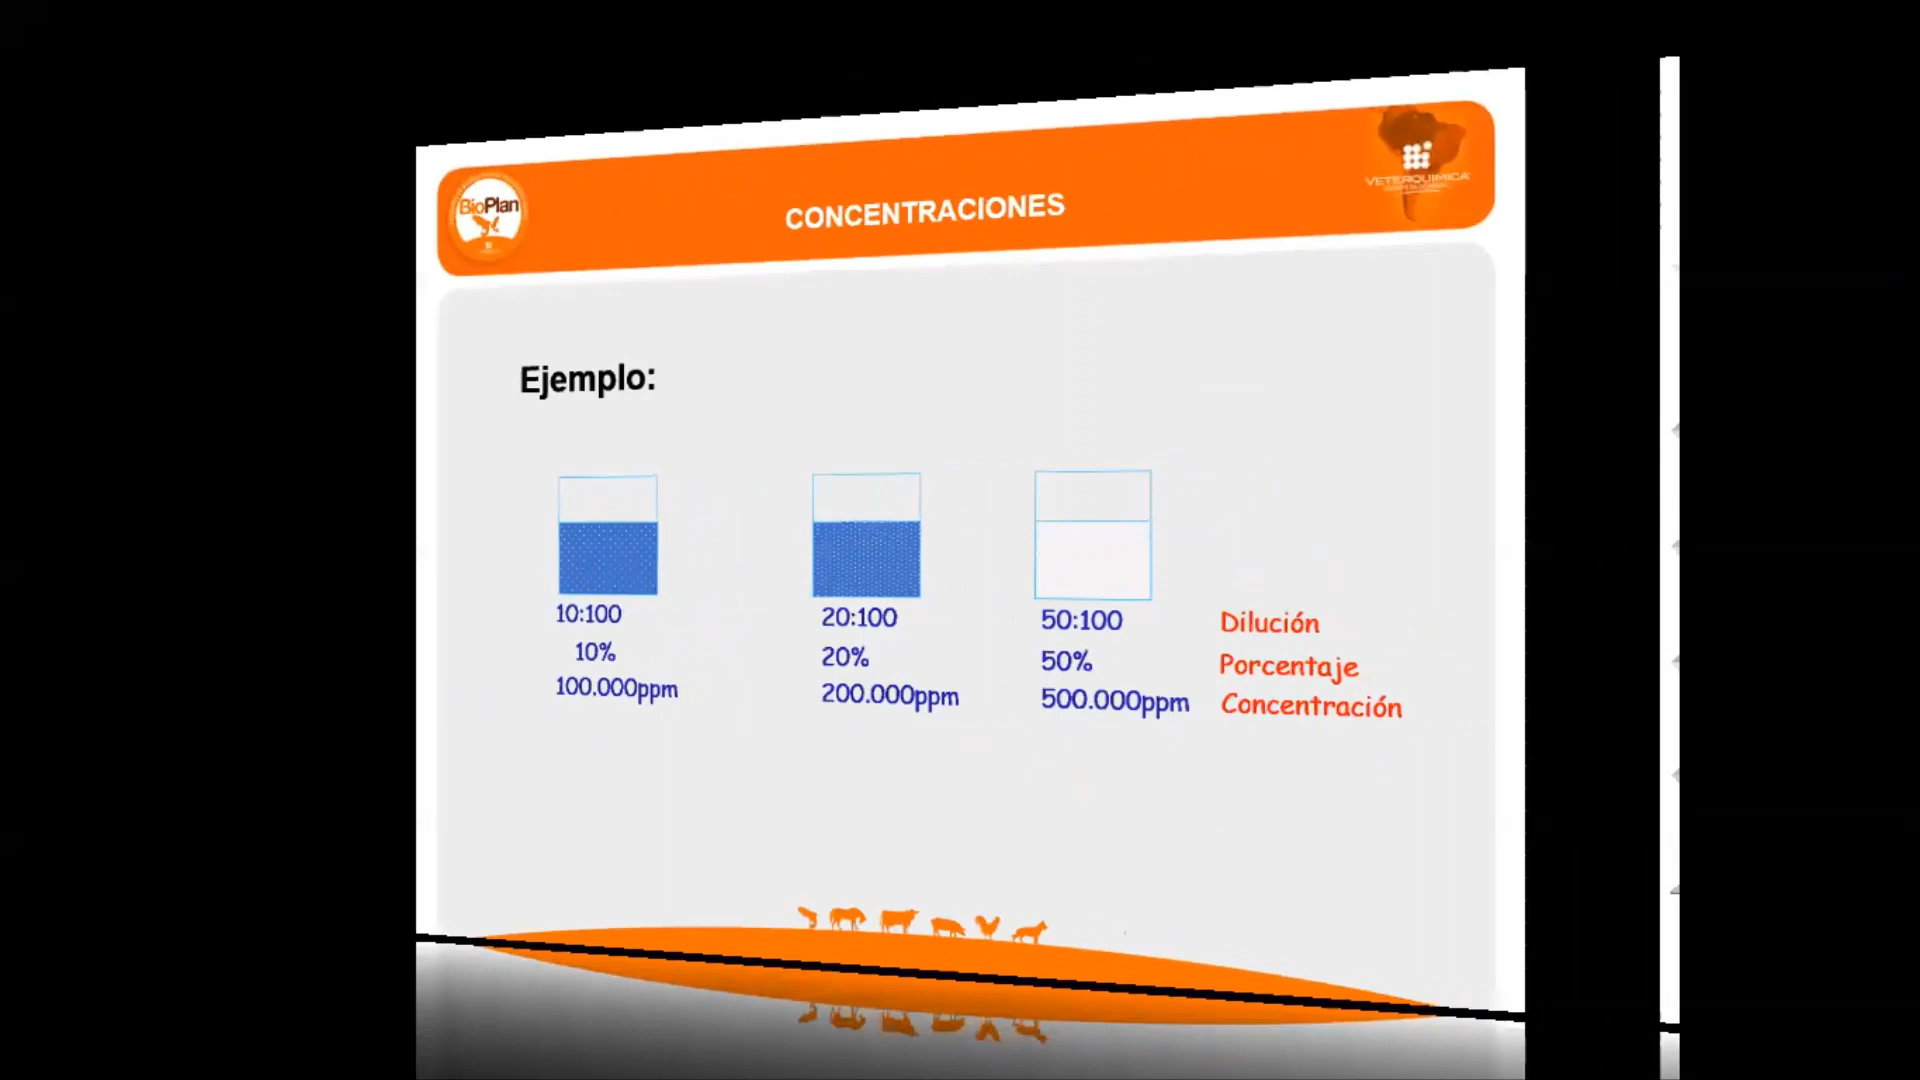 BioPlan
CONCENTRACIONES
VETERQUIMICA
Ejemplo:
10:100 20:100 50:100 Dilución
10% 20% 50% Porcentaje
100.000ppm 200.000ppm 500.000ppm Concentración